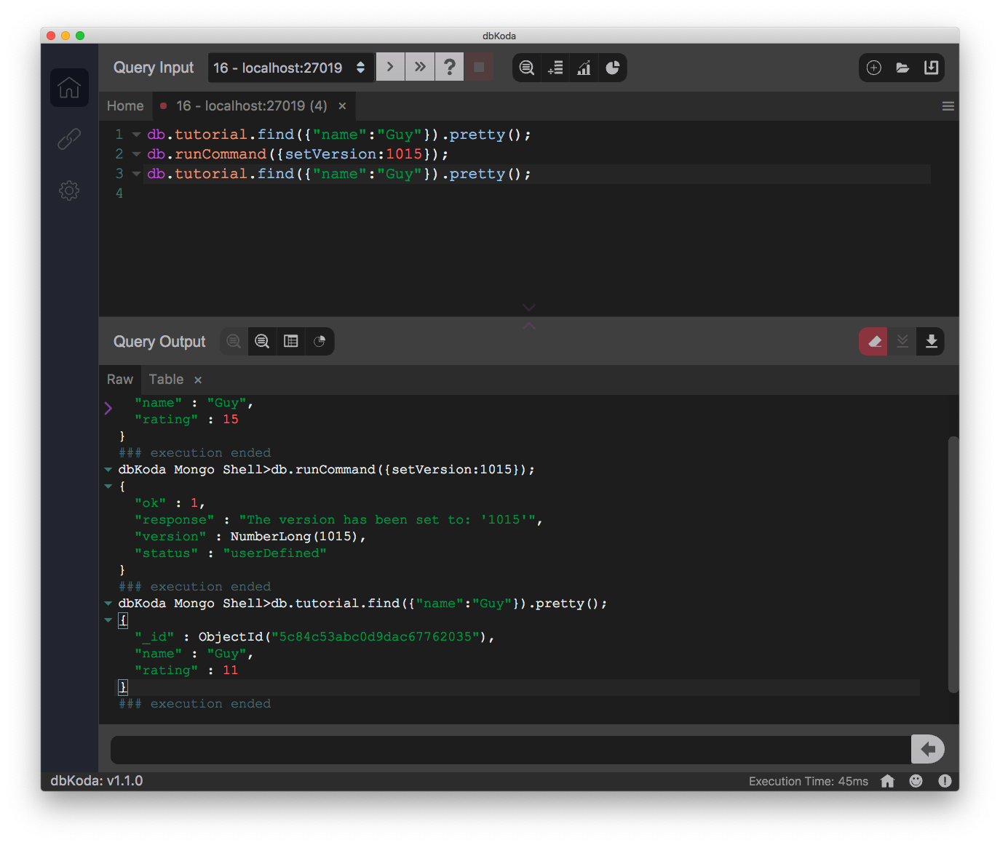 dbKoda
Query Input
16 - localhost:27019
Home
16 - localhost:27019 (4) ×
1 db.tutorial.find({"name":"Guy"}).pretty();
2 db.runCommand({setVersion:1015});
3 db.tutorial.find({"name":"Guy"}).pretty();
4
Query Output
Raw
Table ×
"name" : "Guy",
"rating" : 15
}
### execution ended
dbKoda Mongo Shell>db.runCommand({setVersion:1015});
{
"ok" : 1,
"response" : "The version has been set to: '1015'",
"version" : NumberLong(1015),
"status" : "userDefined"
}
### execution ended
dbKoda Mongo Shell>db.tutorial.find({"name":"Guy"}).pretty();
{
"_id" : ObjectId("5c84c53abc0d9dac67762035"),
"name" : "Guy",
"rating" : 11
}
### execution ended
dbKoda: v1.1.0
Execution Time: 45ms